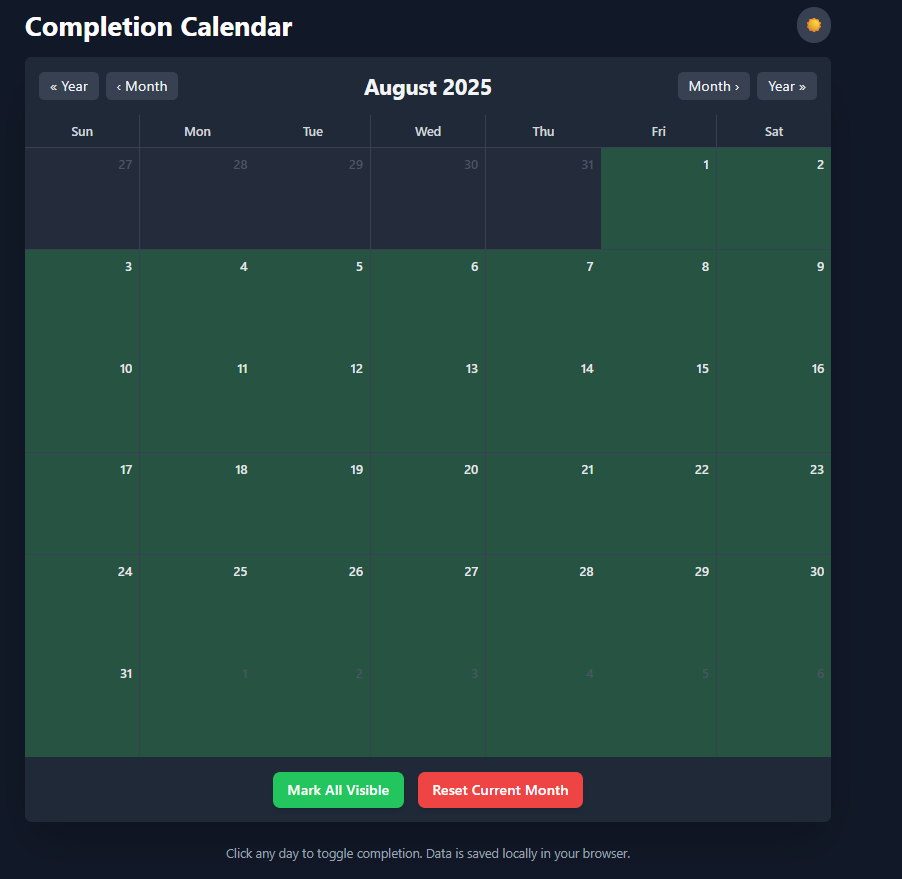 Completion Calendar
« Year ‹ Month August 2025 Month › Year »
Sun Mon Tue Wed Thu Fri Sat
27 28 29 30 31 1 2
3 4 5 6 7 8 9
10 11 12 13 14 15 16
17 18 19 20 21 22 23
24 25 26 27 28 29 30
31 1 2 3 4 5 6
Mark All Visible Reset Current Month
Click any day to toggle completion. Data is saved locally in your browser.